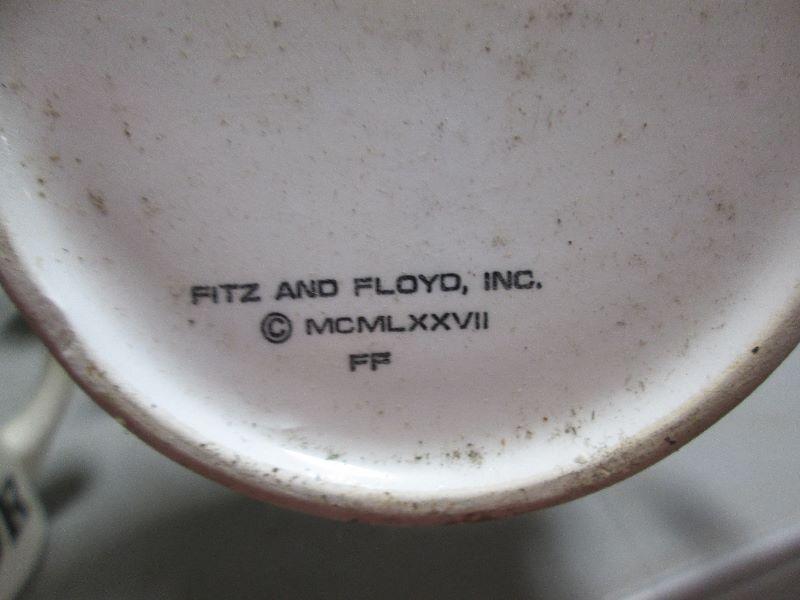 FITZ AND FLOYD, INC.
© MCMLXXVII
FF